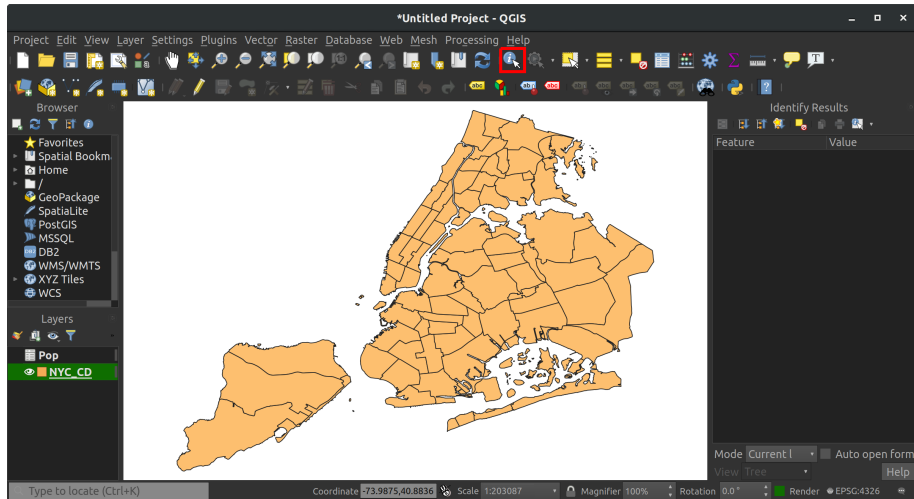 *Untitled Project - QGIS
Project Edit View Layer Settings Plugins Vector Raster Database Web Mesh Processing Help
Browser
Favorites
Spatial Bookm
Home
/
GeoPackage
SpatiaLite
PostGIS
MSSQL
DB2
WMS/WMTS
XYZ Tiles
WCS
Layers
Pop
NYC_CD
Identify Results
Feature Value
Mode Current l Auto open form
View Tree Help
Type to locate (Ctrl+K) Coordinate -73.9875,40.8836 Scale 1:203087 Magnifier 100% Rotation 0.0 ° Render EPSG:4326